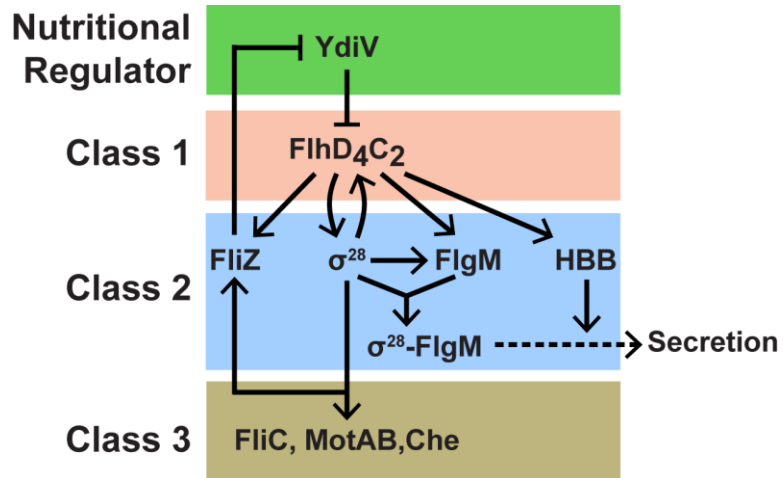 Nutritional
Regulator
YdiV
Class 1
FlhD₄C₂
Class 2
FliZ
σ²⁸
FlgM
HBB
σ²⁸-FlgM
Secretion
Class 3
FliC, MotAB,Che